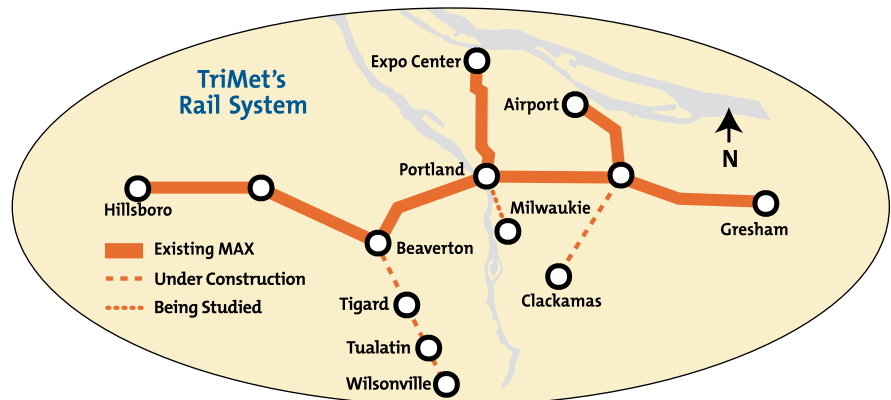 TriMet's
Rail System
Expo Center
Airport
N
Portland
Milwaukie
Hillsboro
Gresham
Beaverton
Existing MAX
Under Construction
Being Studied
Clackamas
Tigard
Tualatin
Wilsonville